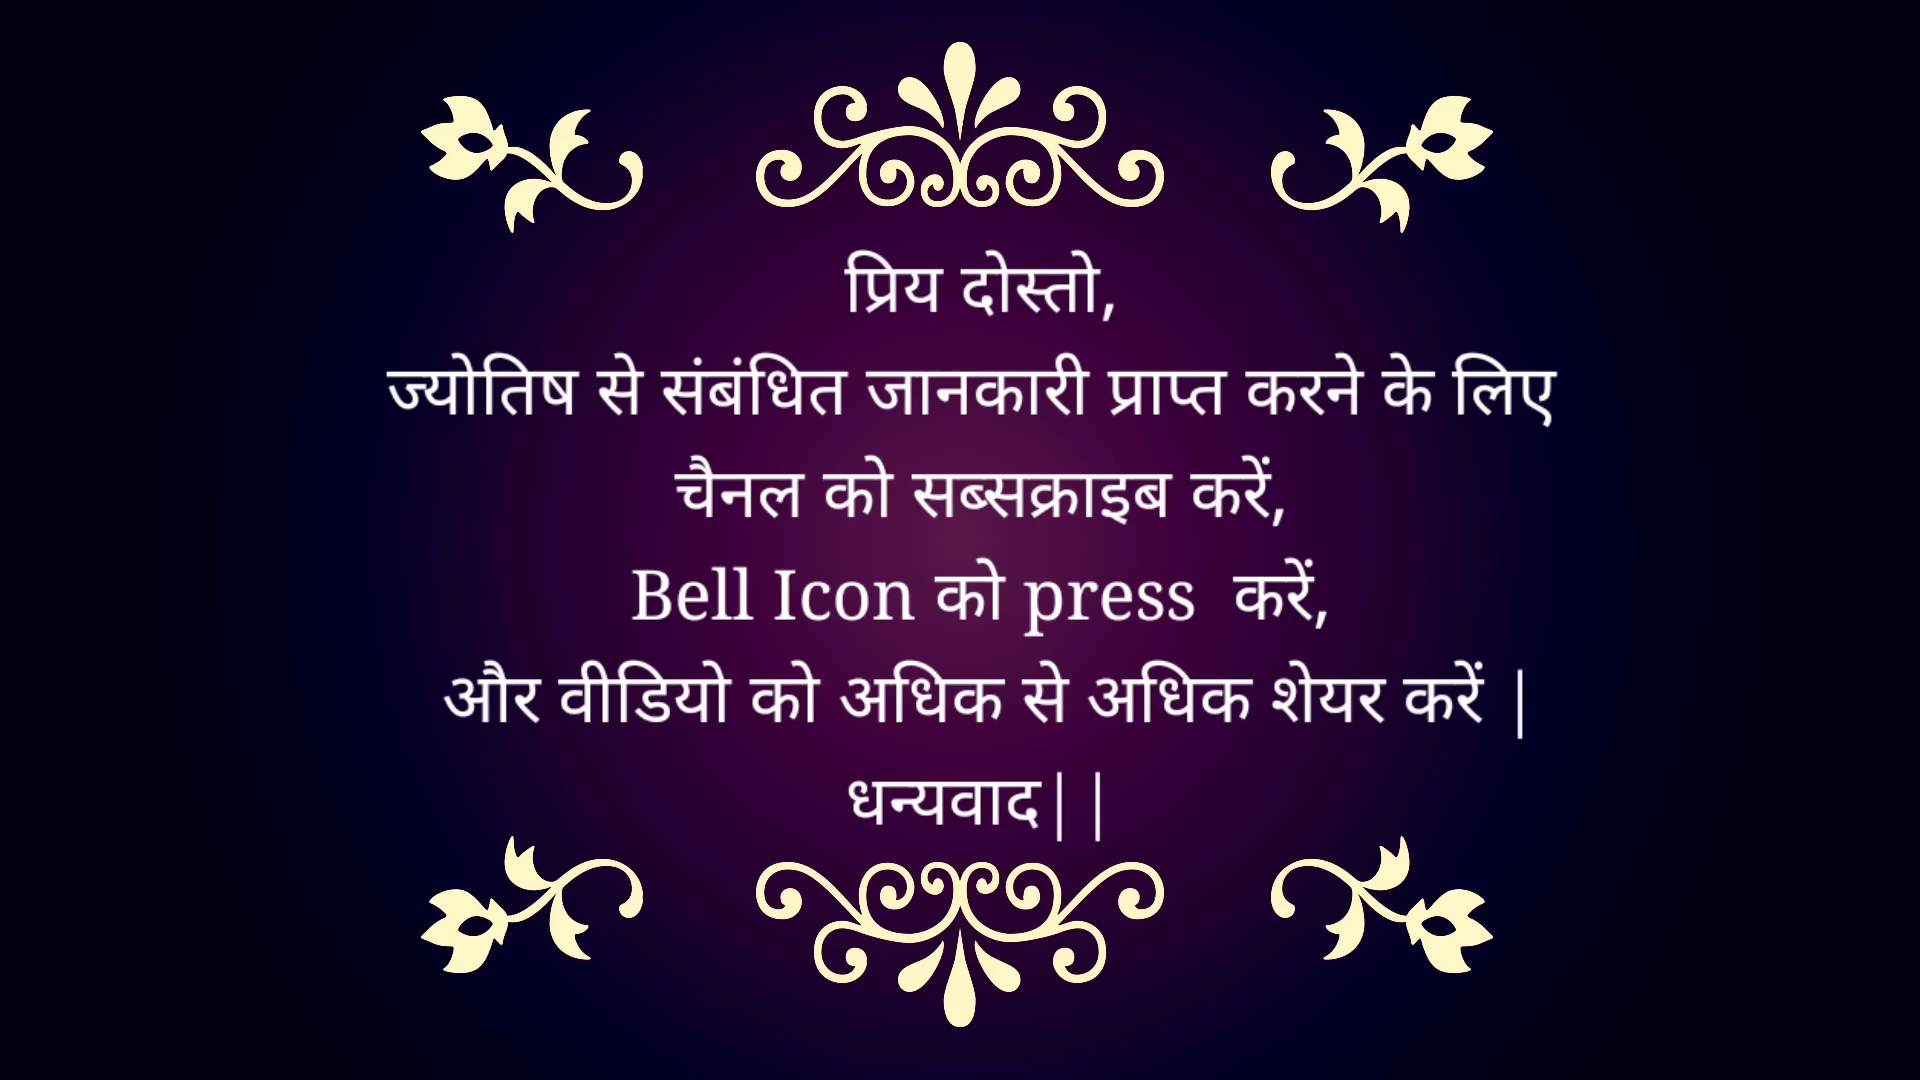 प्रिय दोस्तो,
ज्योतिष से संबंधित जानकारी प्राप्त करने के लिए
चैनल को सब्सक्राइब करें,
Bell Icon को press  करें,
और वीडियो को अधिक से अधिक शेयर करें |
धन्यवाद||